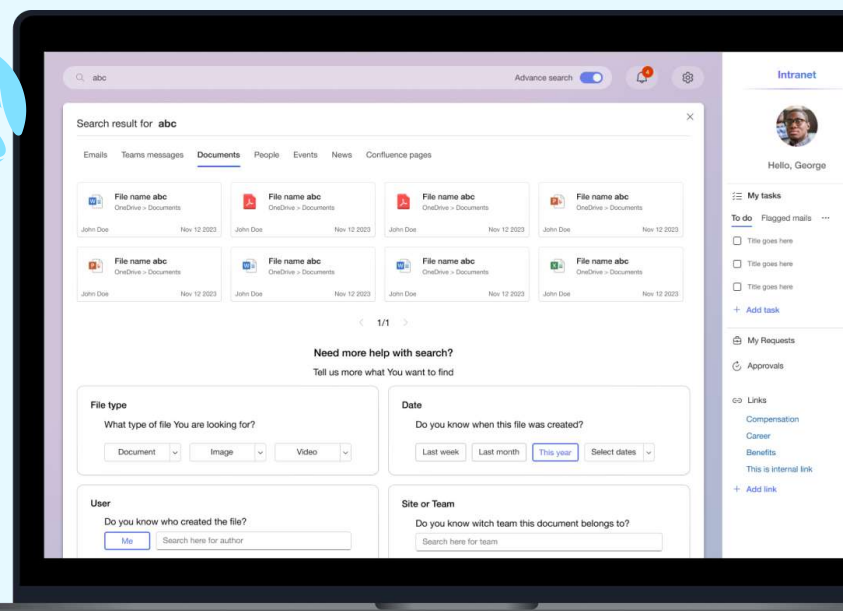 abc
Advance search
4
Search result for abc
Emails Teams messages Documents People Events News Confluence pages
File name abc
OneDrive > Documents
John Doe Nov 12 2023
File name abc
OneDrive > Documents
John Doe Nov 12 2023
File name abc
OneDrive > Documents
John Doe Nov 12 2023
File name abc
OneDrive > Documents
John Doe Nov 12 2023
File name abc
OneDrive > Documents
John Doe Nov 12 2023
File name abc
OneDrive > Documents
John Doe Nov 12 2023
File name abc
OneDrive > Documents
John Doe Nov 12 2023
File name abc
OneDrive > Documents
John Doe Nov 12 2023
1/1
Need more help with search?
Tell us more what You want to find
File type
What type of file You are looking for?
Document Image Video
Date
Do you know when this file was created?
Last week Last month This year Select dates
User
Do you know who created the file?
Me Search here for author
Site or Team
Do you know witch team this document belongs to?
Search here for team
Intranet
Hello, George
My tasks
To do Flagged mails ...
Title goes here
Title goes here
Title goes here
+ Add task
My Requests
Approvals
Links
Compensation
Career
Benefits
This is internal link
+ Add link